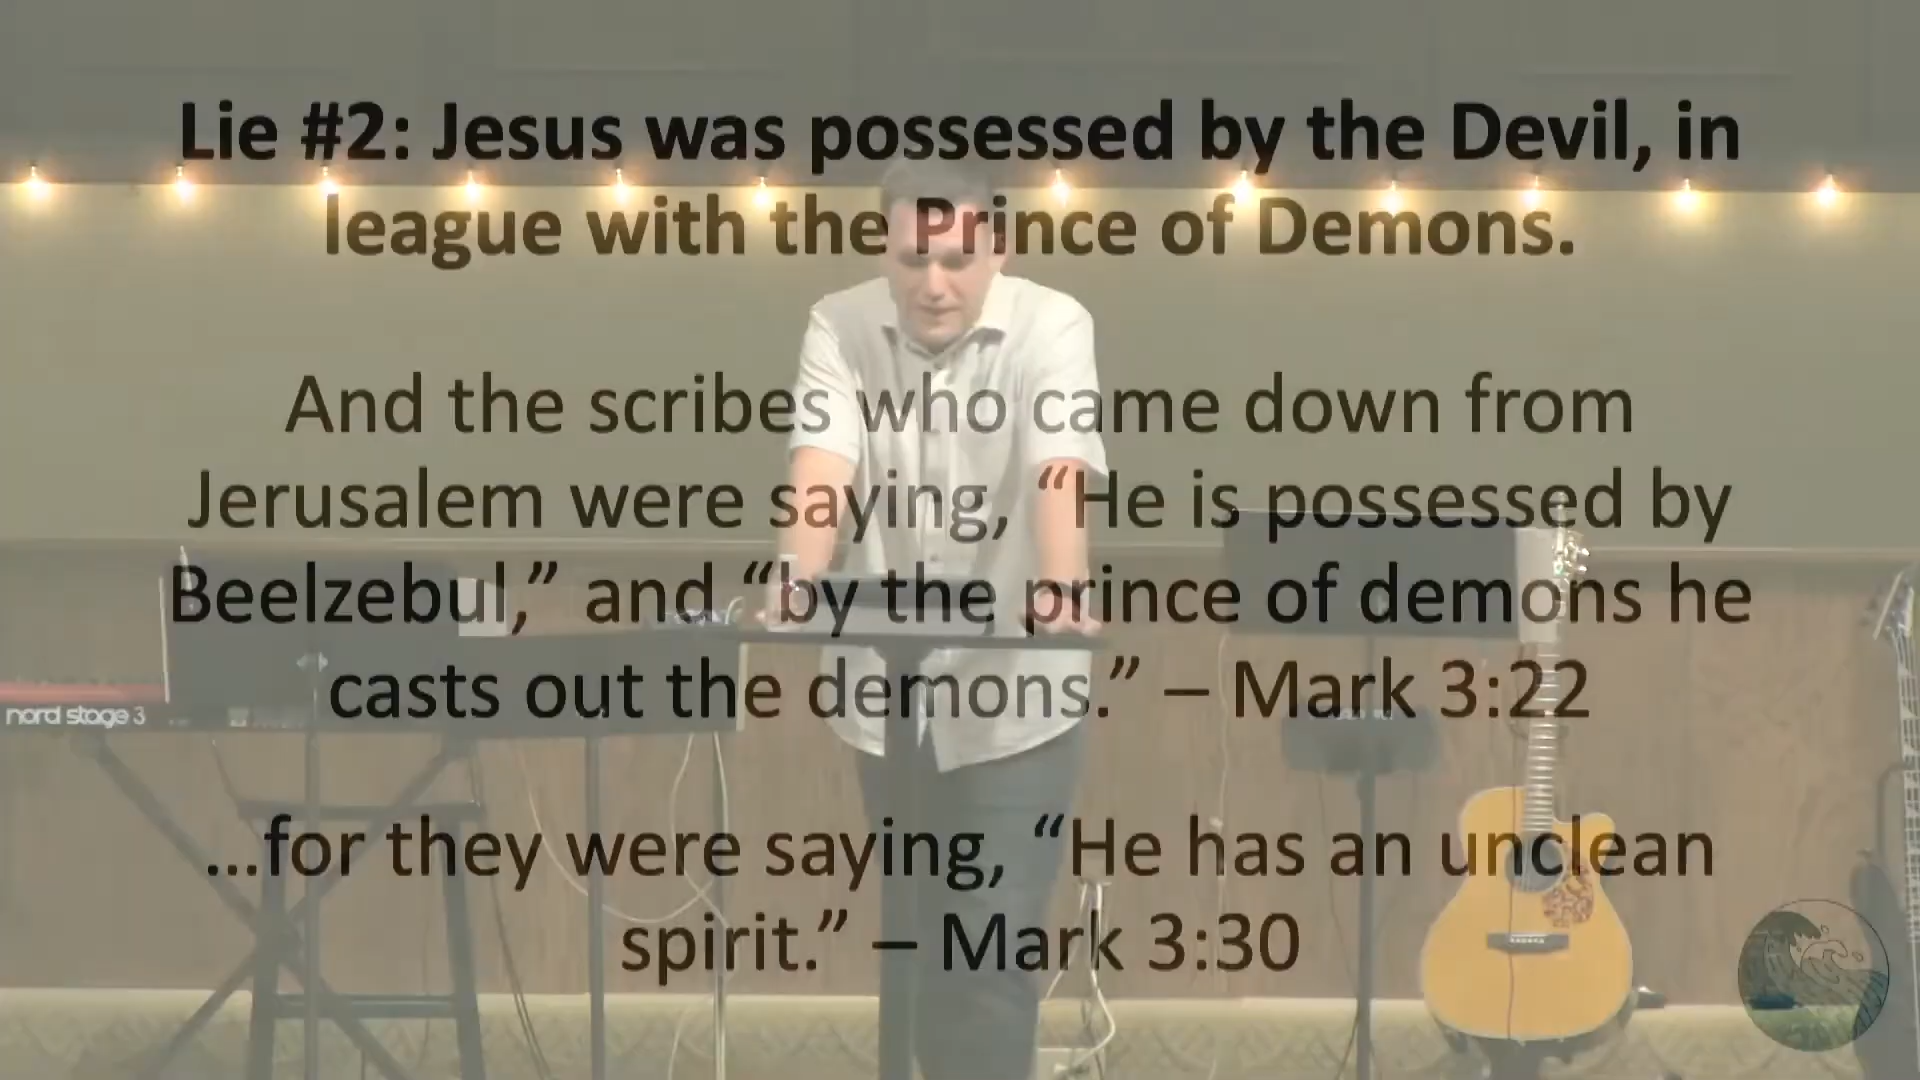 Lie #2: Jesus was possessed by the Devil, in
league with the Prince of Demons.
And the scribes who came down from
Jerusalem were saying, “He is possessed by
Beelzebul,” and “by the prince of demons he
casts out the demons.” – Mark 3:22
nord stage 3
...for they were saying, “He has an unclean
spirit.” – Mark 3:30